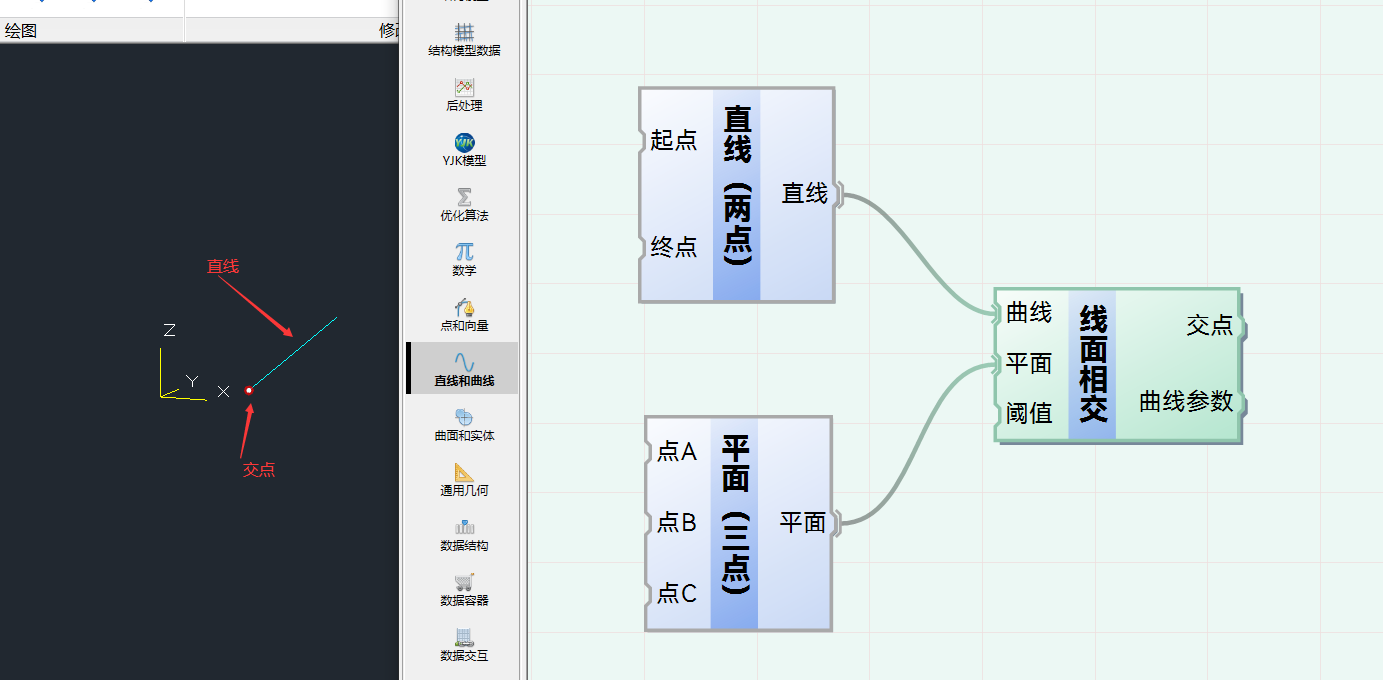 绘图
直线
Z
Y
X
交点
结构模型数据
后处理
YJK
YJK模型
优化算法
数学
点和向量
直线和曲线
曲面和实体
通用几何
数据结构
数据容器
数据交互
直线（两点）
起点
终点
直线
平面（三点）
点A
点B
点C
平面
线面相交
曲线
平面
阈值
交点
曲线参数